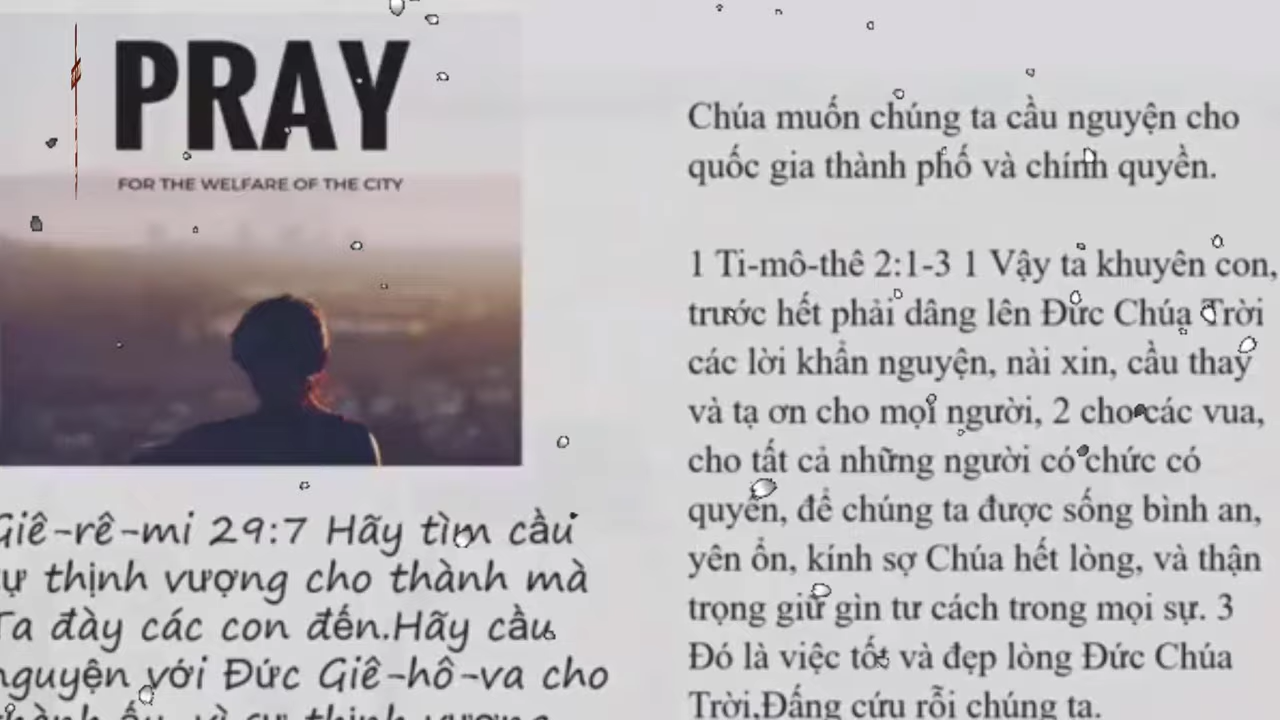 PRAY
FOR THE WELFARE OF THE CITY
Giê-rê-mi 29:7 Hãy tìm cầu
sự thịnh vượng cho thành mà
Ta đày các con đến.Hãy cầu
nguyện với Đức Giê-hô-va cho
thành ấy, vì sự thịnh vượng
Chúa muốn chúng ta cầu nguyện cho
quốc gia thành phố và chính quyền.
1 Ti-mô-thê 2:1-3 1 Vậy ta khuyên con,
trước hết phải dâng lên Đức Chúa Trời
các lời khẩn nguyện, nài xin, cầu thay
và tạ ơn cho mọi người, 2 cho các vua,
cho tất cả những người có chức có
quyền, để chúng ta được sống bình an,
yên ổn, kính sợ Chúa hết lòng, và thận
trọng giữ gìn tư cách trong mọi sự. 3
Đó là việc tốt và đẹp lòng Đức Chúa
Trời,Đấng cứu rỗi chúng ta.